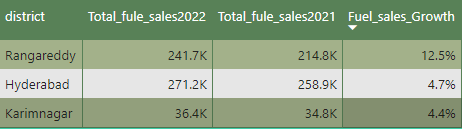 district Total_fule_sales2022 Total_fule_sales2021 Fuel_sales_Growth
Rangareddy 241.7K 214.8K 12.5%
Hyderabad 271.2K 258.9K 4.7%
Karimnagar 36.4K 34.8K 4.4%